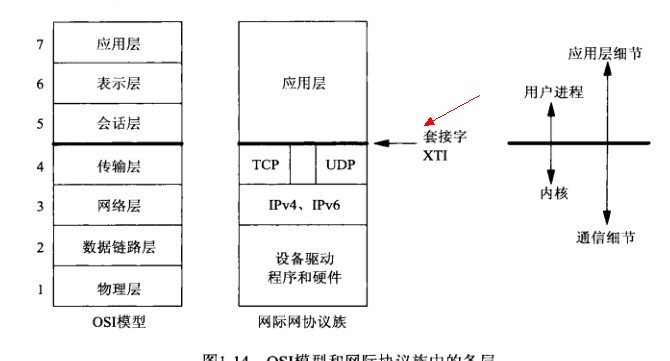 7 应用层
6 表示层
5 会话层
4 传输层
3 网络层
2 数据链路层
1 物理层
OSI模型
应用层
TCP UDP
IPv4、IPv6
设备驱动
程序和硬件
网际网协议族
套接字
XTI
应用层细节
用户进程
内核
通信细节
图1-14 OSI模型和网际协议族中的各层